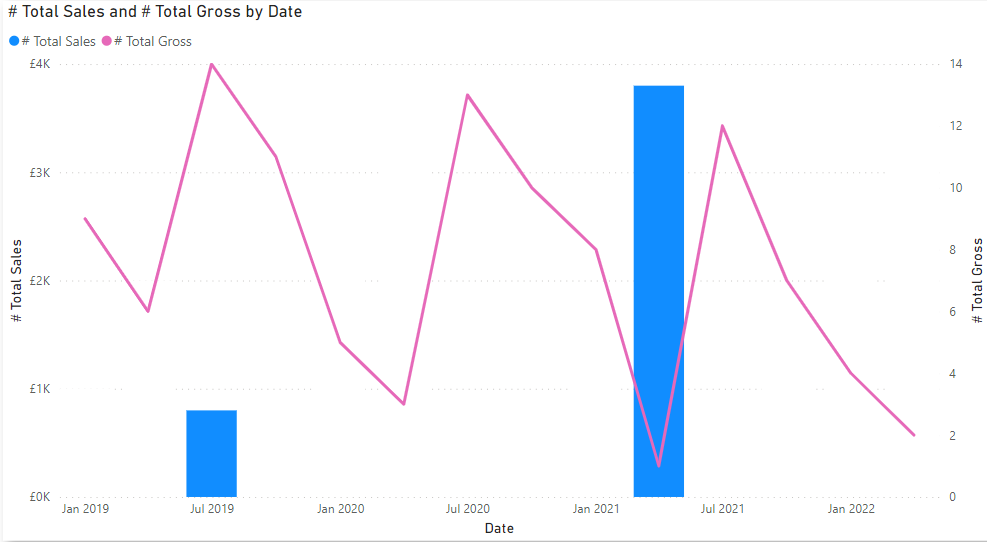 # Total Sales and # Total Gross by Date
# Total Sales # Total Gross
£4K
£3K
£2K
£1K
£0K
# Total Sales
14
12
10
8
6
4
2
0
# Total Gross
Jan 2019 Jul 2019 Jan 2020 Jul 2020 Jan 2021 Jul 2021 Jan 2022
Date